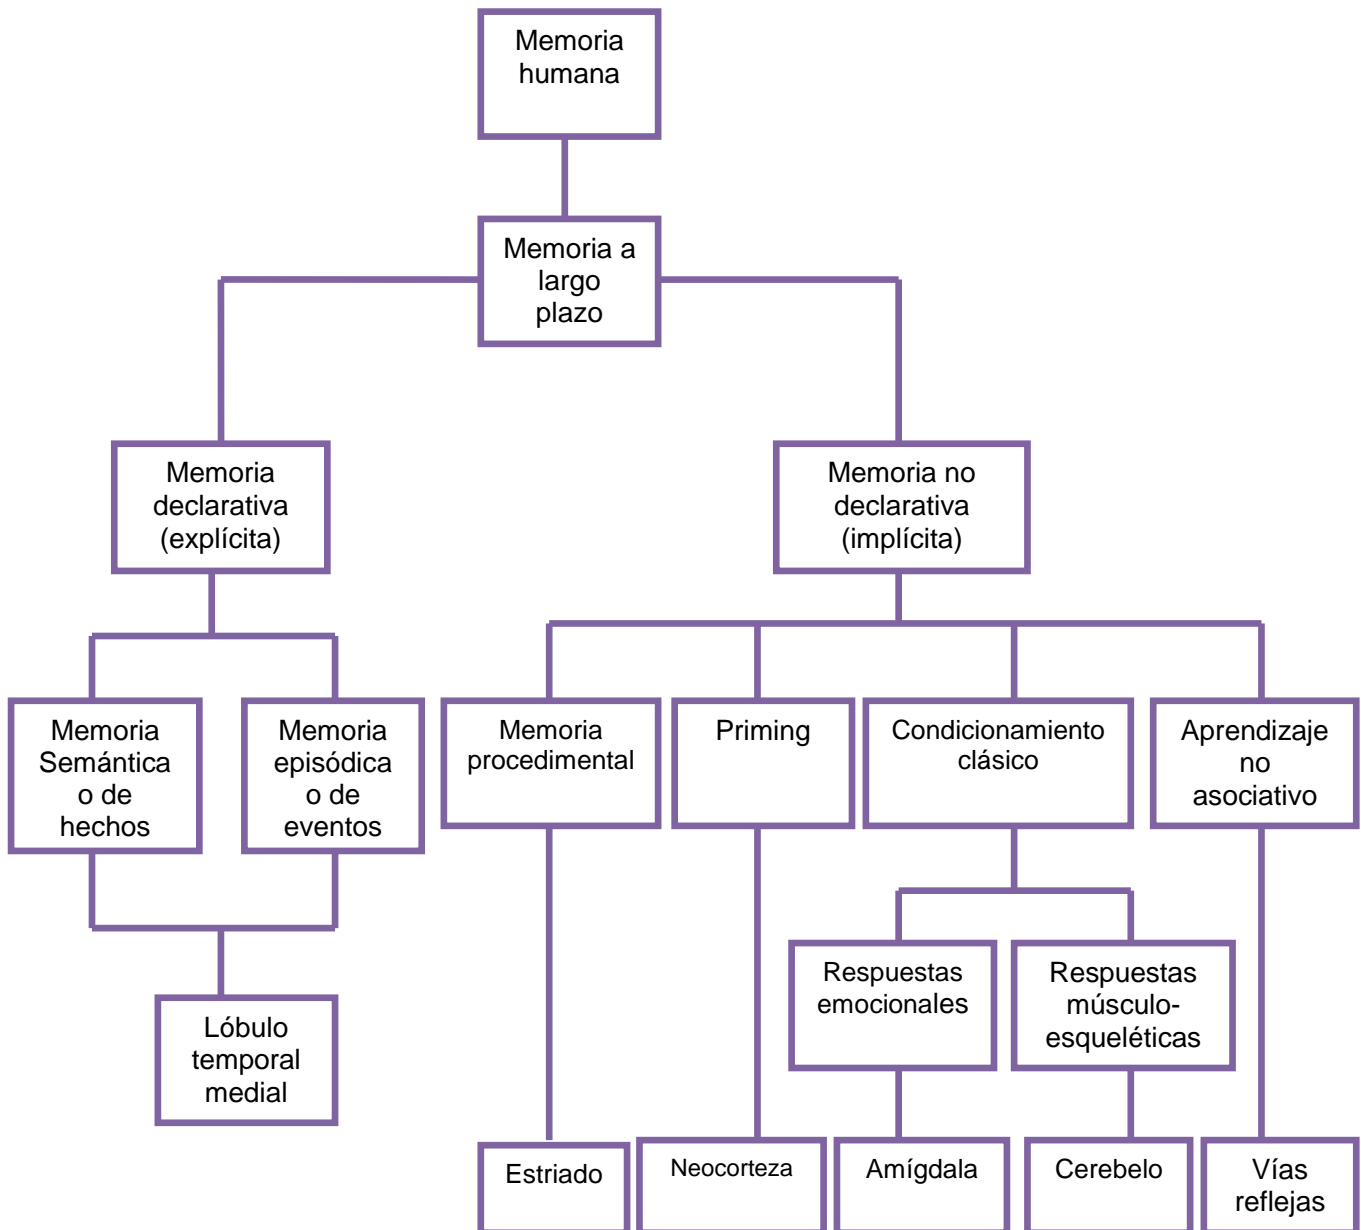 Memoria
humana
Memoria a
largo
plazo
Memoria
declarativa
(explícita)
Memoria no
declarativa
(implícita)
Memoria
Semántica
o de
hechos
Memoria
episódica
o de
eventos
Memoria
procedimental
Priming
Condicionamiento
clásico
Aprendizaje
no
asociativo
Respuestas
emocionales
Respuestas
músculo-
esqueléticas
Lóbulo
temporal
medial
Estriado
Neocorteza
Amígdala
Cerebelo
Vías
reflejas